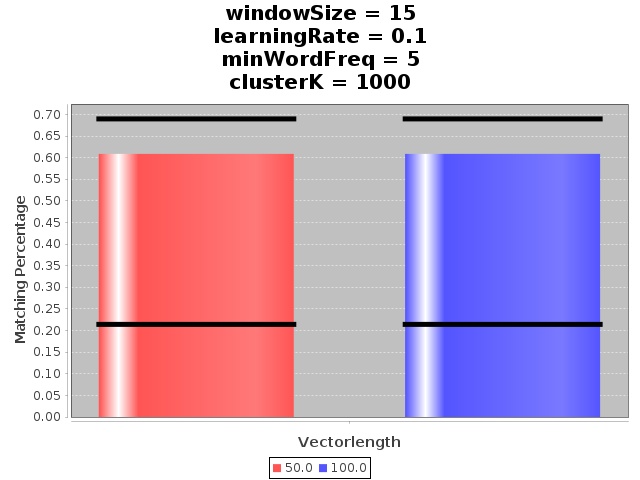 windowSize = 15
learningRate = 0.1
minWordFreq = 5
clusterK = 1000
0.70
0.65
0.60
0.55
0.50
0.45
0.40
0.35
0.30
0.25
0.20
0.15
0.10
0.05
0.00
Matching Percentage
Vectorlength
50.0 100.0